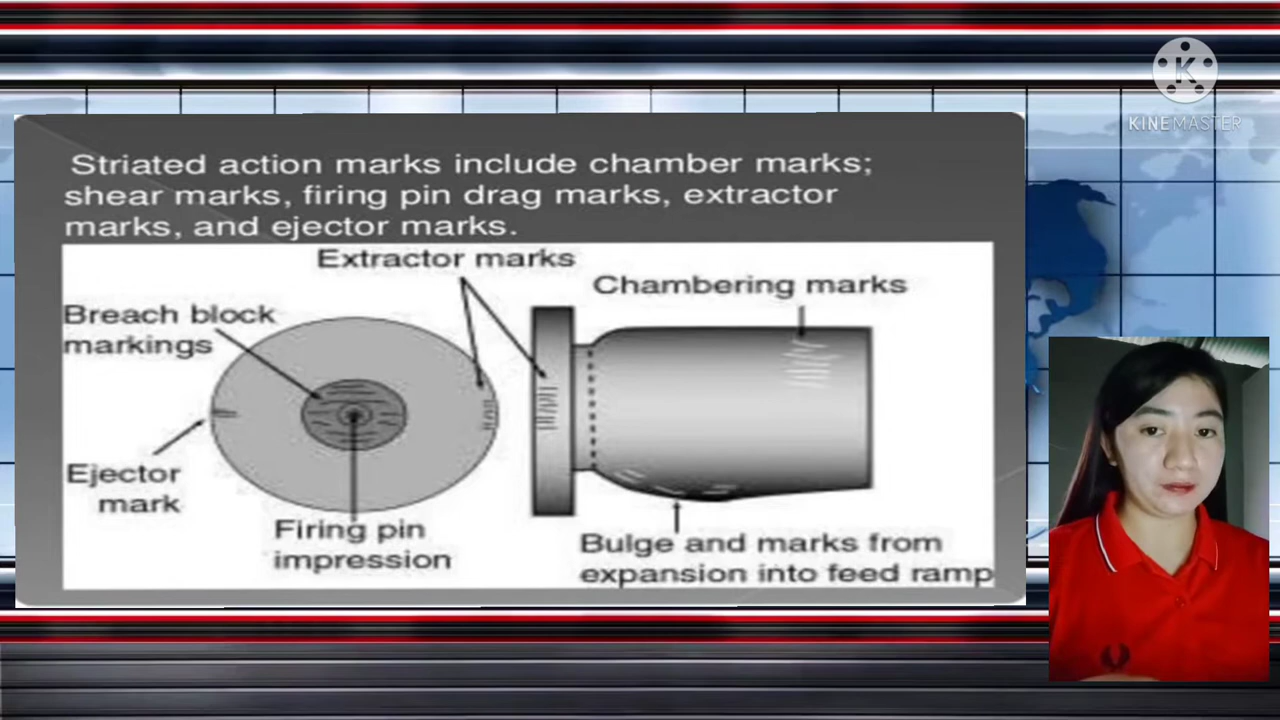 KINEMASTER
Striated action marks include chamber marks;
shear marks, firing pin drag marks, extractor
marks, and ejector marks.
Extractor marks
Chambering marks
Breach block
markings
Ejector
mark
Firing pin
impression
Bulge and marks from
expansion into feed ramp